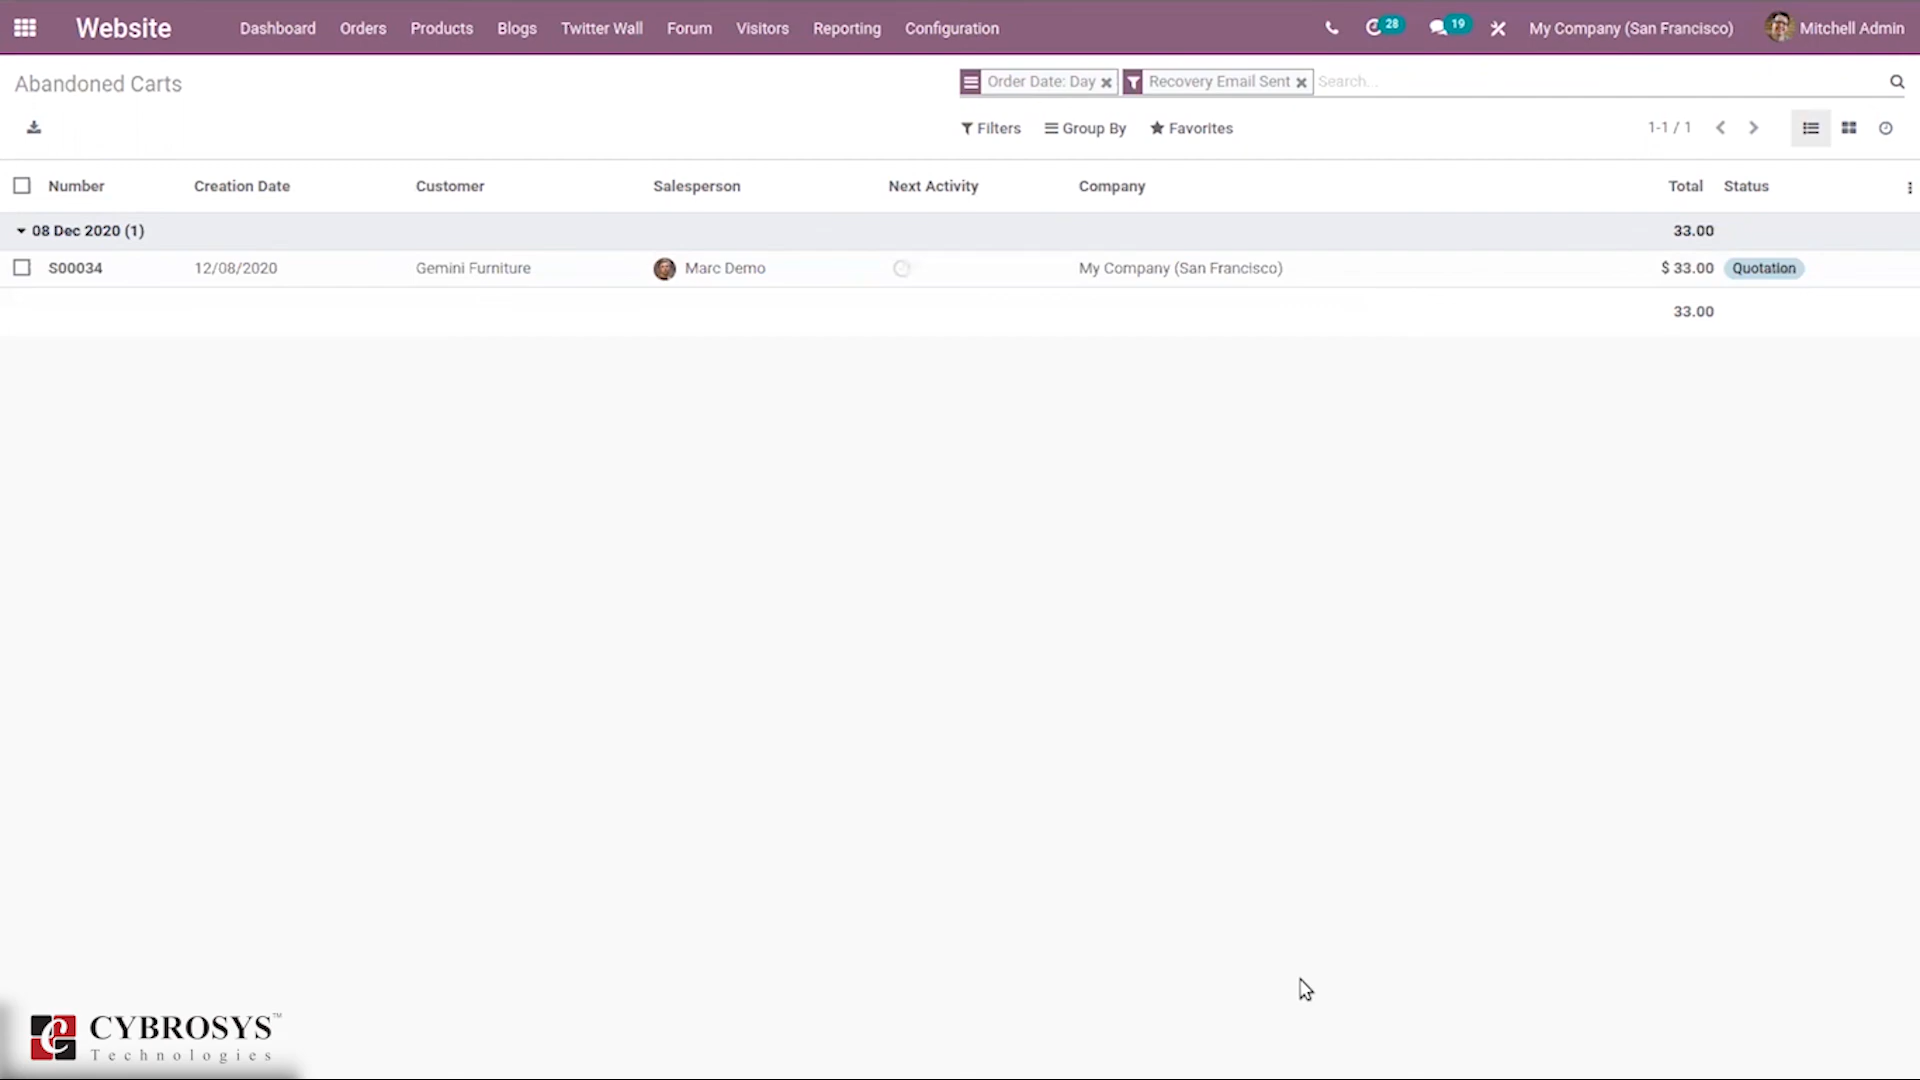 Website Dashboard Orders Products Blogs Twitter Wall Forum Visitors Reporting Configuration 28 19 My Company (San Francisco) Mitchell Admin
Abandoned Carts Order Date: Day Recovery Email Sent Search...
Filters Group By Favorites 1-1 / 1
Number Creation Date Customer Salesperson Next Activity Company Total Status
08 Dec 2020 (1) 33.00
S00034 12/08/2020 Gemini Furniture Marc Demo My Company (San Francisco) $ 33.00 Quotation
33.00
CYBROSYS™
Technologies